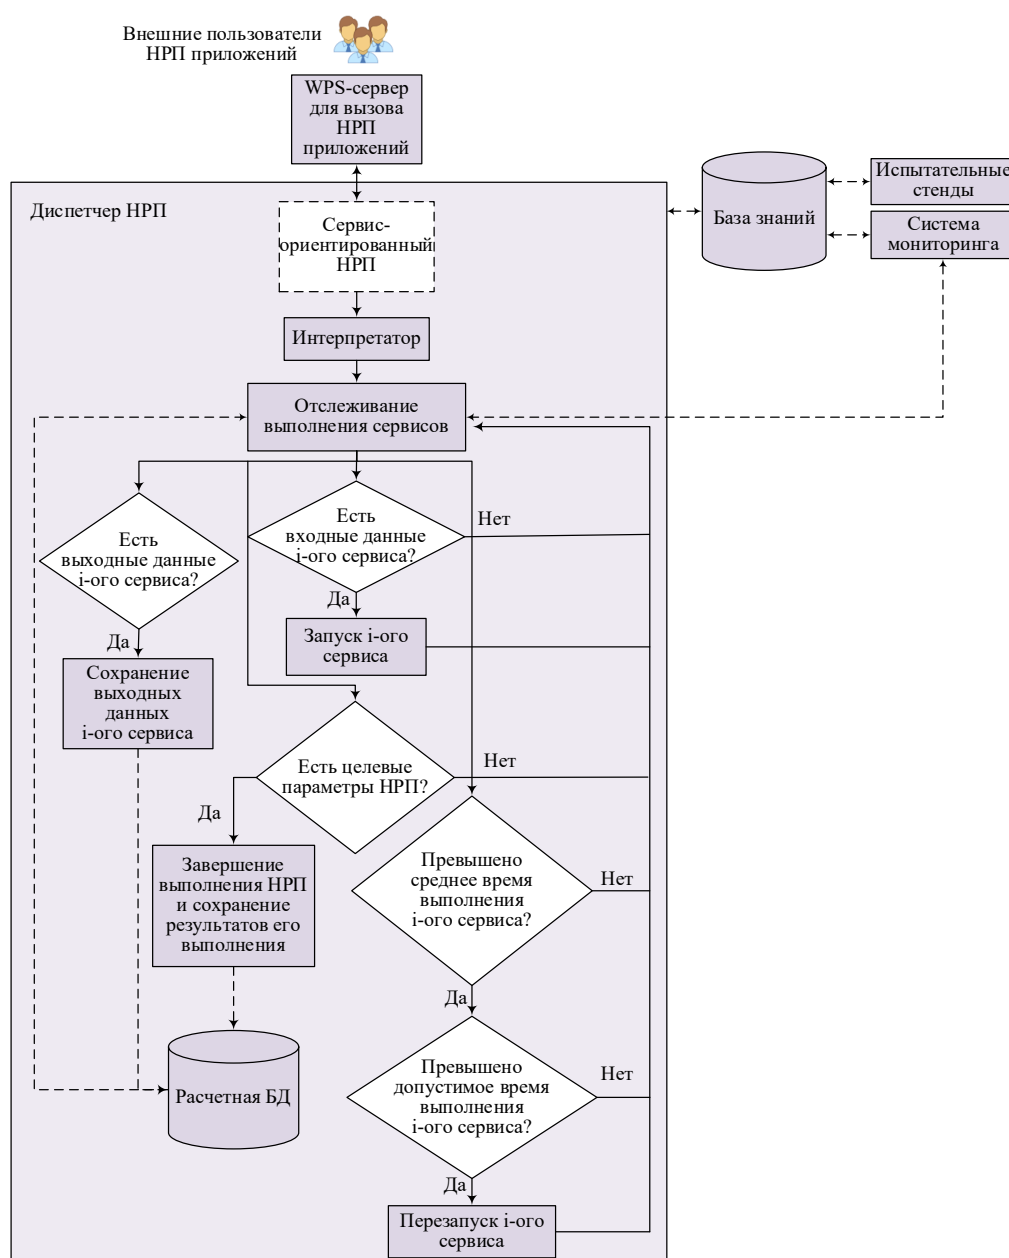 Внешние пользователи
НРП приложений
WPS-сервер
для вызова
НРП
приложений
Диспетчер НРП
Сервис-
ориентированный
НРП
База знаний
Испытательные
стенды
Система
мониторинга
Интерпретатор
Отслеживание
выполнения сервисов
Есть
выходные данные
i-ого сервиса?
Есть
входные данные
i-ого сервиса?
Нет
Да
Да
Запуск i-ого
сервиса
Сохранение
выходных
данных
i-ого сервиса
Есть целевые
параметры НРП?
Нет
Да
Завершение
выполнения НРП
и сохранение
результатов его
выполнения
Превышено
среднее время
выполнения
i-ого сервиса?
Нет
Да
Расчетная БД
Превышено
допустимое время
выполнения
i-ого сервиса?
Нет
Да
Перезапуск i-ого
сервиса